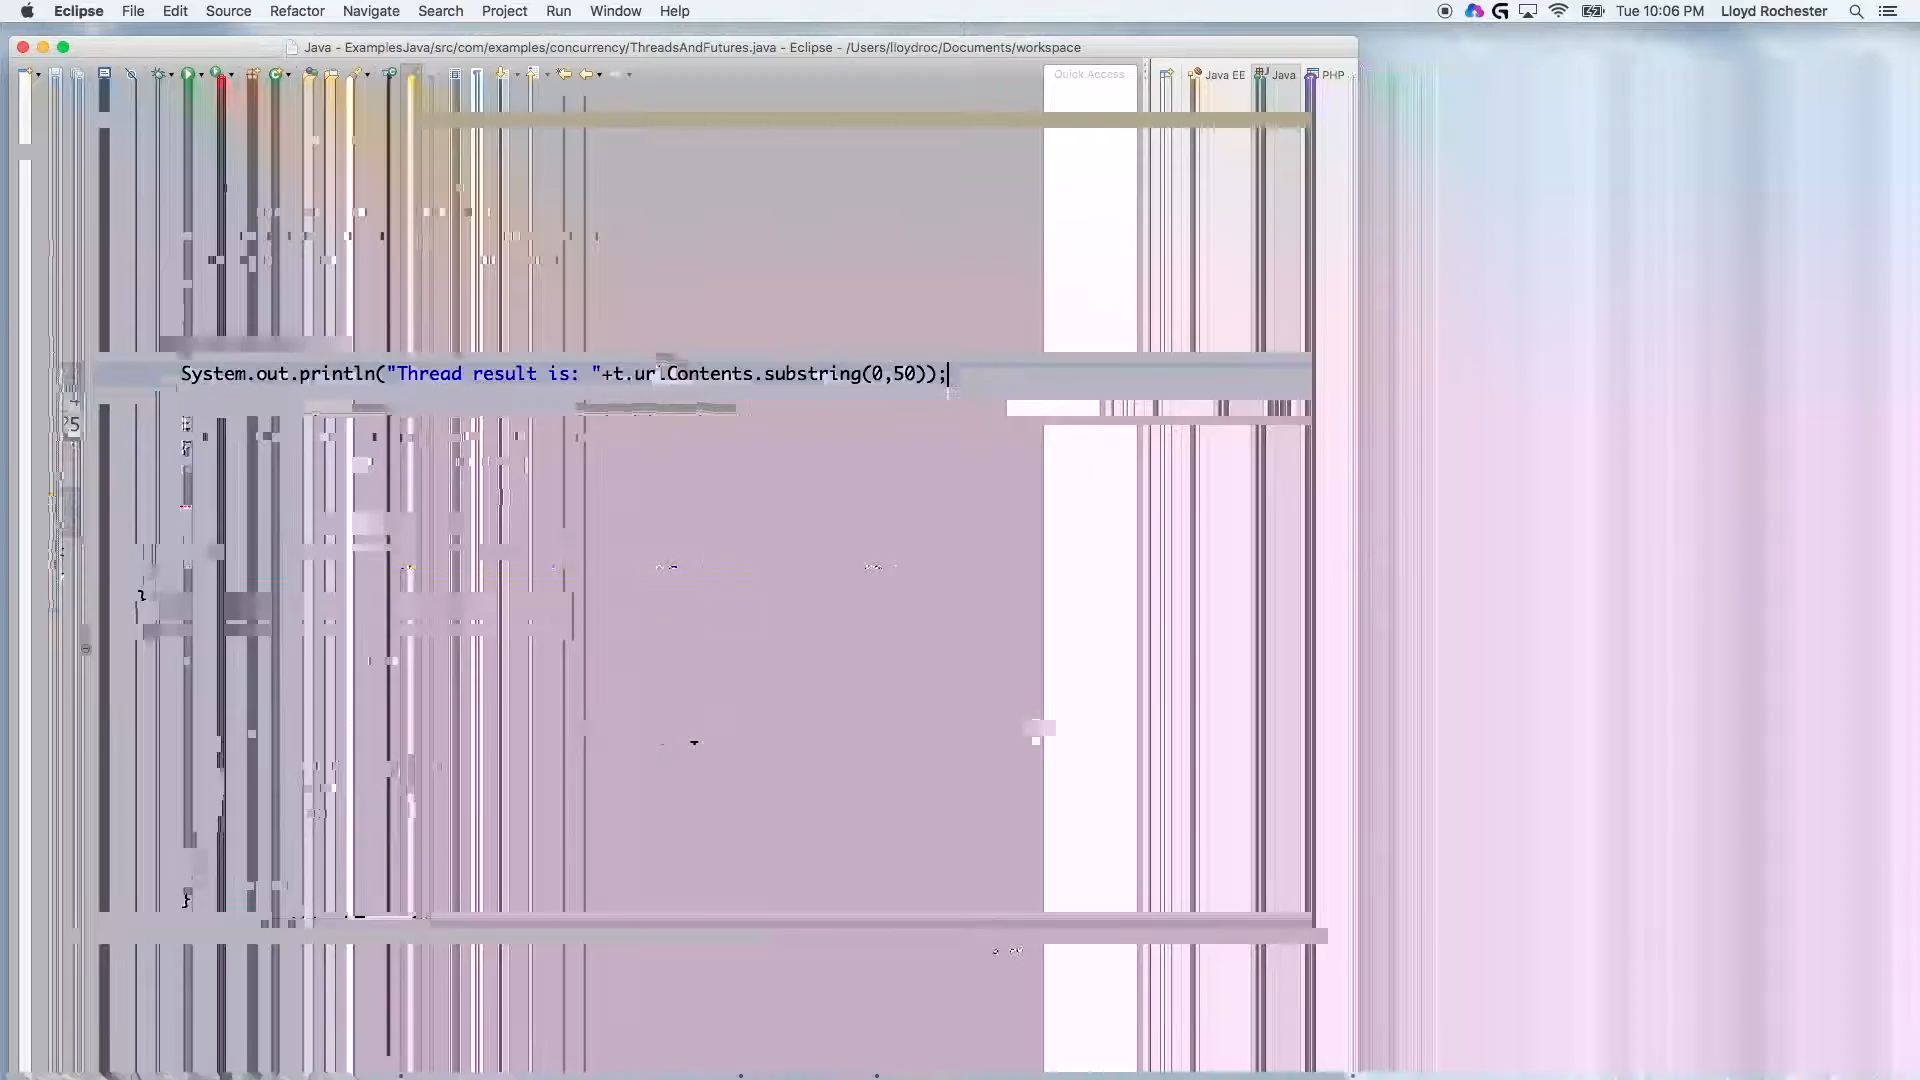 Eclipse File Edit Source Refactor Navigate Search Project Run Window Help Tue 10:06 PM Lloyd Rochester
Java - ExamplesJava/src/com/examples/concurrency/ThreadsAndFutures.java - Eclipse - /Users/lloydroc/Documents/workspace
Quick Access Java EE Java PHP
System.out.println("Thread result is: "+t.urlContents.substring(0,50));
}
}